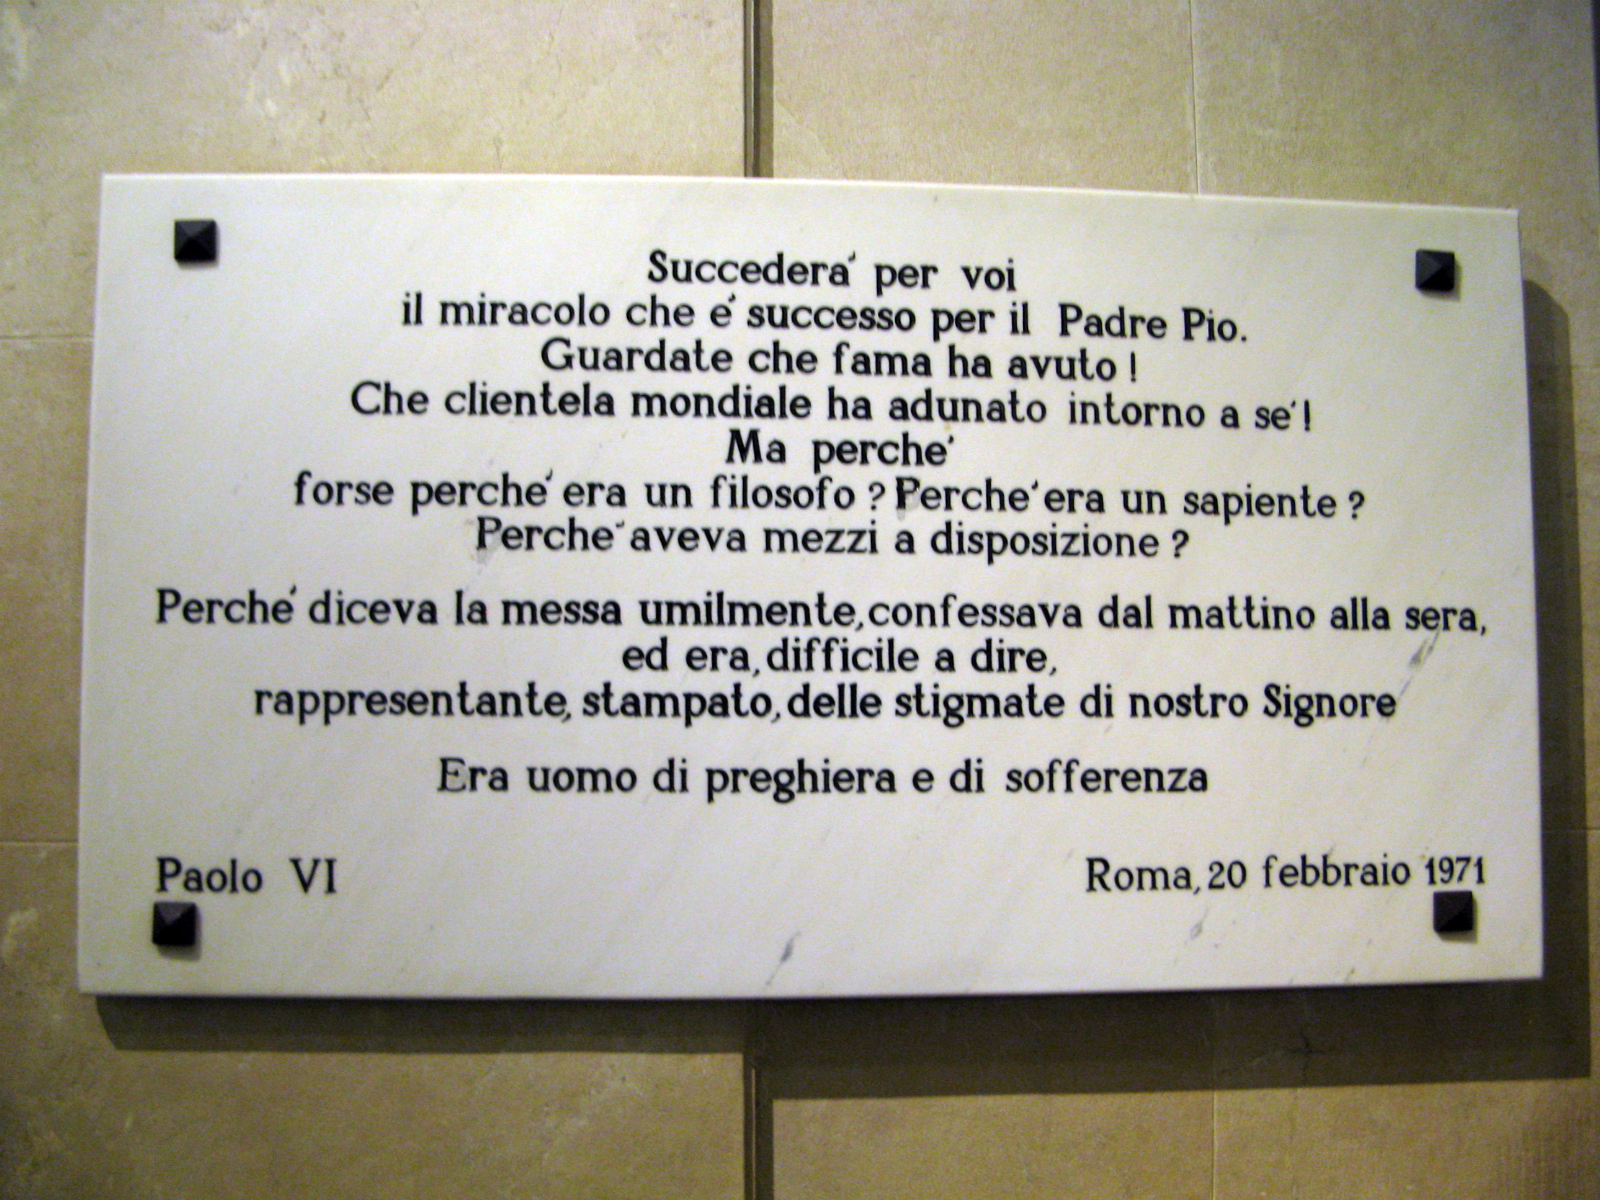 Succedera' per voi
il miracolo che e' successo per il Padre Pio.
Guardate che fama ha avuto !
Che clientela mondiale ha adunato intorno a se'!
Ma perche'
forse perche' era un filosofo ? Perche' era un sapiente ?
Perche' aveva mezzi a disposizione ?
Perche' diceva la messa umilmente, confessava dal mattino alla sera,
ed era, difficile a dire,
rappresentante, stampato, delle stigmate di nostro Signore
Era uomo di preghiera e di sofferenza
Paolo VI Roma, 20 febbraio 1971